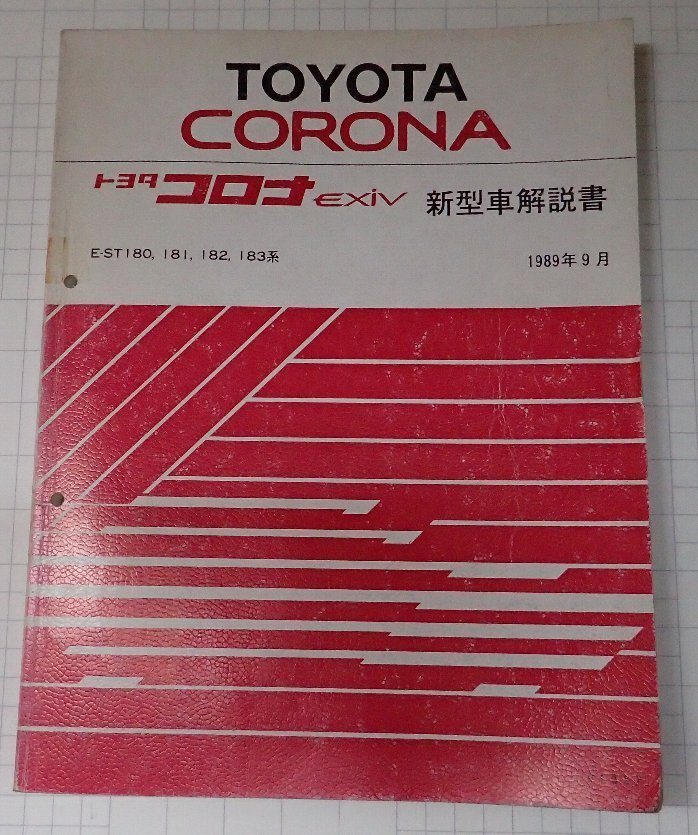 TOYOTA
CORONA
トヨタ コロナ EXiV 新型車解説書
E-ST180, 181, 182, 183系 1989年9月